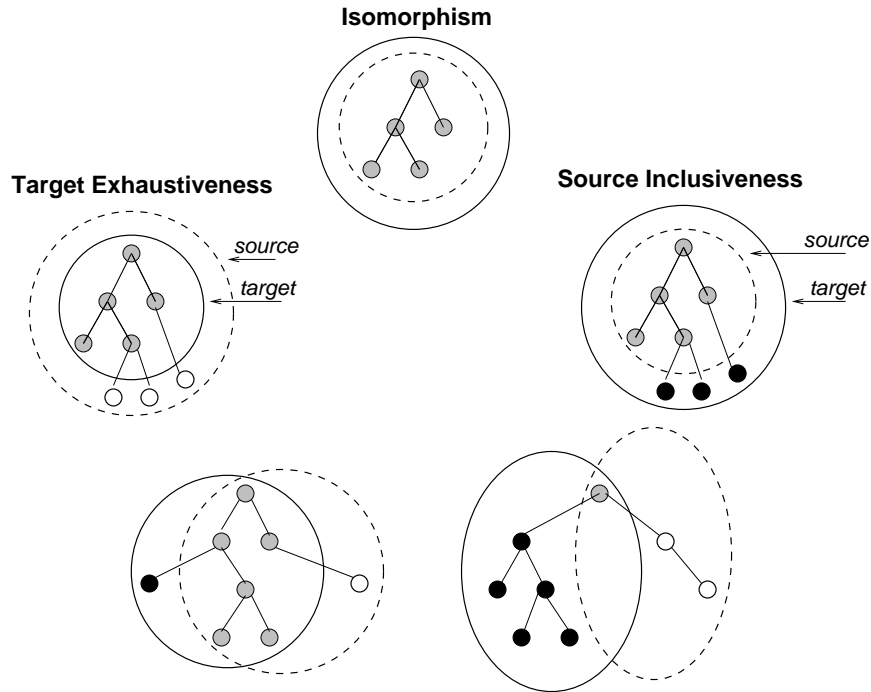 Isomorphism
Target Exhaustiveness
source
target
Source Inclusiveness
source
target